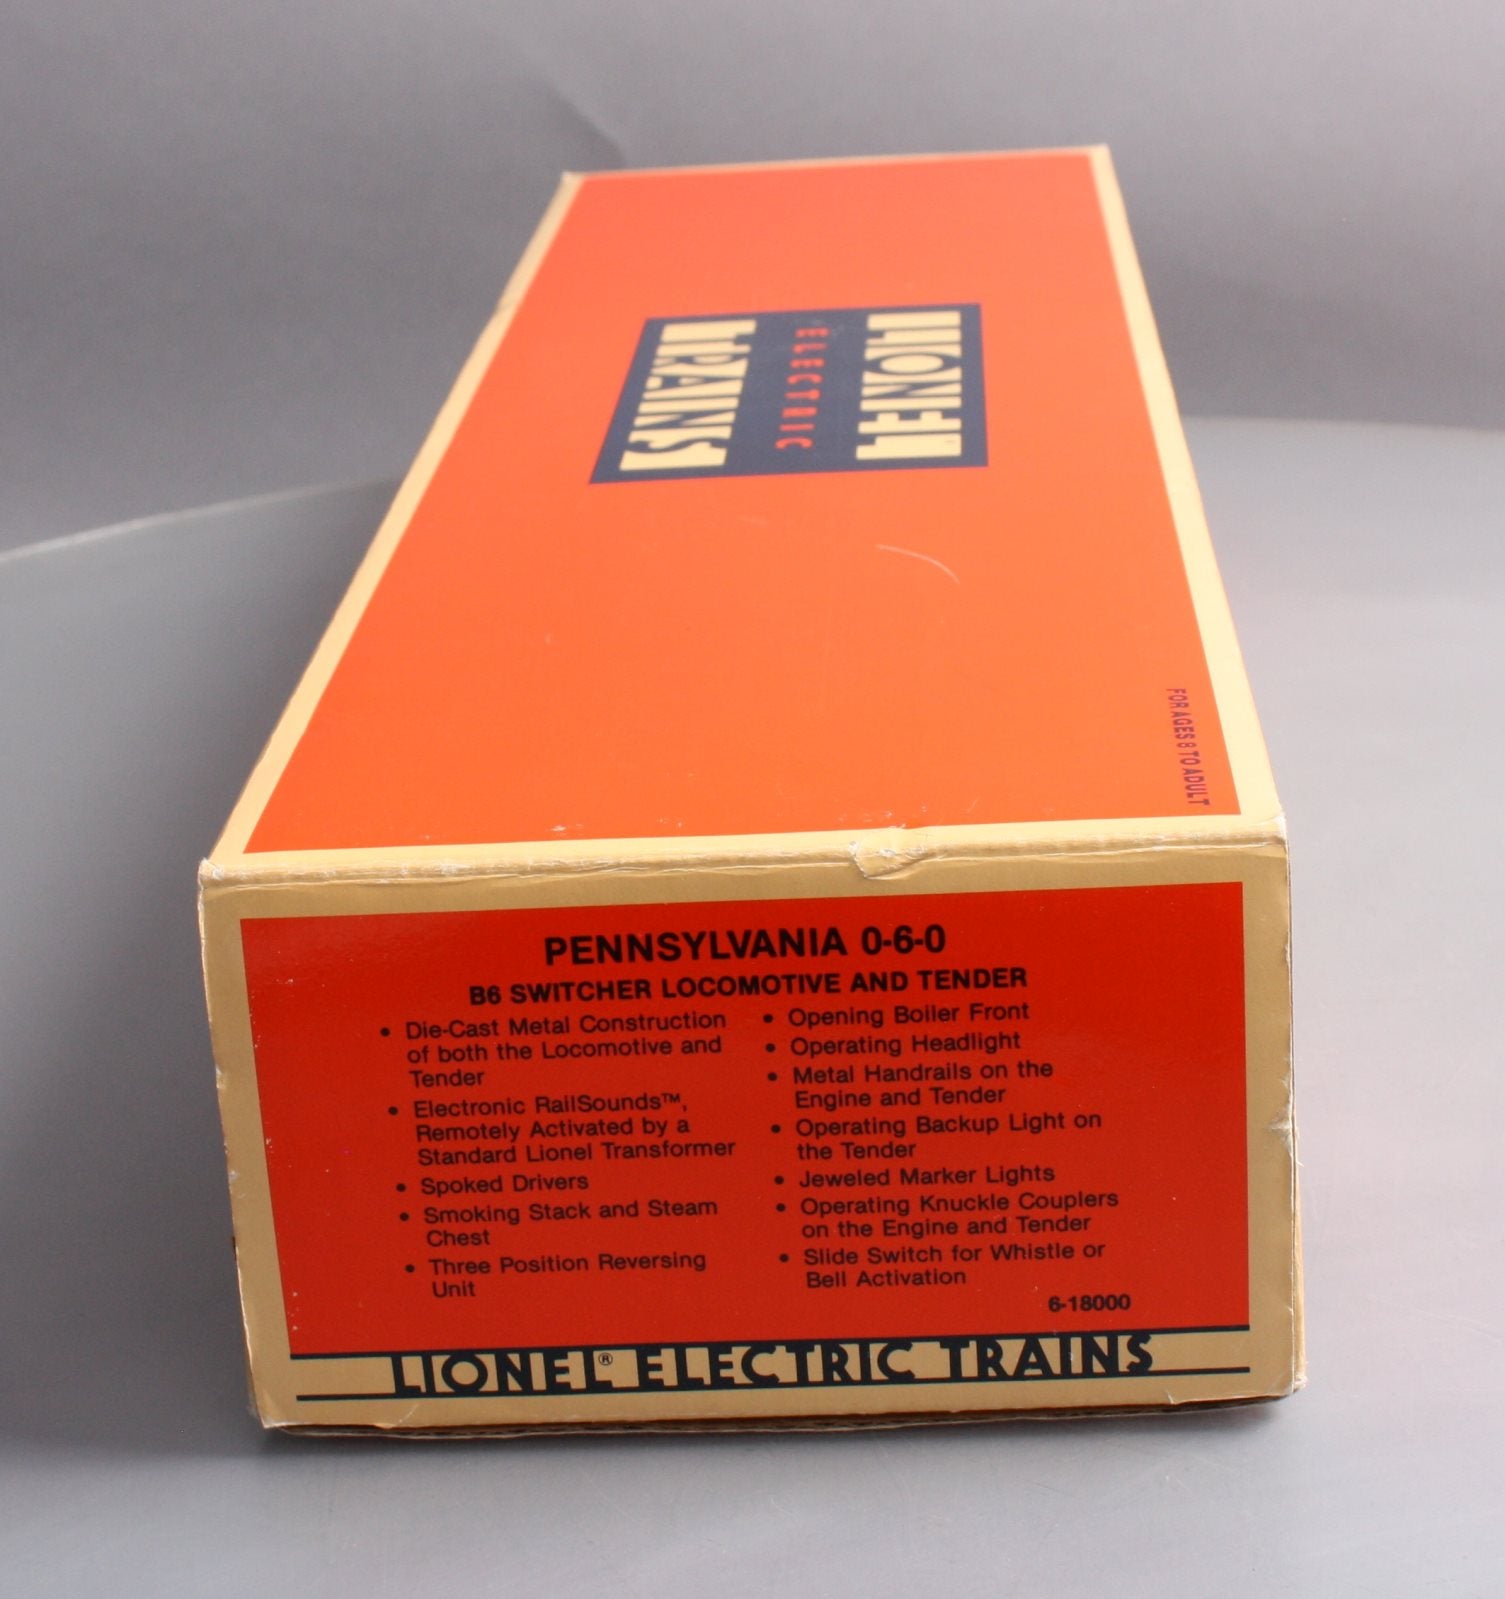 LIONEL
ELECTRIC
TRAINS
FOR AGES 8 TO ADULT
PENNSYLVANIA 0-6-0
B6 SWITCHER LOCOMOTIVE AND TENDER
• Die-Cast Metal Construction
of both the Locomotive and
Tender
• Electronic RailSounds™,
Remotely Activated by a
Standard Lionel Transformer
• Spoked Drivers
• Smoking Stack and Steam
Chest
• Three Position Reversing
Unit
• Opening Boiler Front
• Operating Headlight
• Metal Handrails on the
Engine and Tender
• Operating Backup Light on
the Tender
• Jeweled Marker Lights
• Operating Knuckle Couplers
on the Engine and Tender
• Slide Switch for Whistle or
Bell Activation
6-18000
LIONEL® ELECTRIC TRAINS